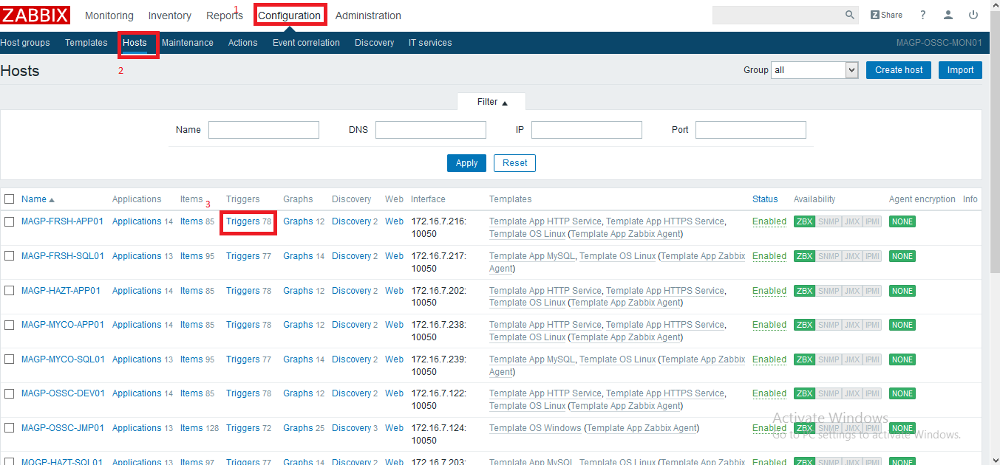 ZABBIX Monitoring Inventory Reports 1 Configuration Administration Share ?
Host groups Templates Hosts Maintenance Actions Event correlation Discovery IT services MAGP-OSSC-MON01
Hosts 2 Group all Create host Import
Filter
Name DNS IP Port
Apply Reset
Name Applications Items 3 Triggers Graphs Discovery Web Interface Templates Status Availability Agent encryption Info
MAGP-FRSH-APP01 Applications 14 Items 85 Triggers 78 Graphs 12 Discovery 2 Web 172.16.7.216: Template App HTTP Service, Template App HTTPS Service, Enabled ZBX SNMP JMX IPMI NONE
10050 Template OS Linux (Template App Zabbix Agent)
MAGP-FRSH-SQL01 Applications 13 Items 95 Triggers 77 Graphs 14 Discovery 2 Web 172.16.7.217: Template App MySQL, Template OS Linux (Template App Zabbix Enabled ZBX SNMP JMX IPMI NONE
10050 Agent)
MAGP-HAZT-APP01 Applications 14 Items 85 Triggers 78 Graphs 12 Discovery 2 Web 172.16.7.202: Template App HTTP Service, Template App HTTPS Service, Enabled ZBX SNMP JMX IPMI NONE
10050 Template OS Linux (Template App Zabbix Agent)
MAGP-MYCO-APP01 Applications 14 Items 85 Triggers 78 Graphs 12 Discovery 2 Web 172.16.7.238: Template App HTTP Service, Template App HTTPS Service, Enabled ZBX SNMP JMX IPMI NONE
10050 Template OS Linux (Template App Zabbix Agent)
MAGP-MYCO-SQL01 Applications 13 Items 95 Triggers 77 Graphs 14 Discovery 2 Web 172.16.7.239: Template App MySQL, Template OS Linux (Template App Zabbix Enabled ZBX SNMP JMX IPMI NONE
10050 Agent)
MAGP-OSSC-DEV01 Applications 14 Items 85 Triggers 78 Graphs 12 Discovery 2 Web 172.16.7.122: Template App HTTP Service, Template App HTTPS Service, Enabled ZBX SNMP JMX IPMI NONE
10050 Template OS Linux (Template App Zabbix Agent)
Activate Windows
MAGP-OSSC-JMP01 Applications 13 Items 128 Triggers 72 Graphs 25 Discovery 3 Web 172.16.7.124: Template OS Windows (Template App Zabbix Agent) Enabled ZBX SNMP JMX IPMI NONE
Go to PC settings to activate Windows.
10050
MQGP-HAZT-SQL01 Applications 13 Items 97 Triggers 77 Graphs 14 Discovery 2 Web 172.16.7.203: Template App MySQL, Template OS Linux (Template App Zabbix Enabled ZBX SNMP JMX IPMI NONE